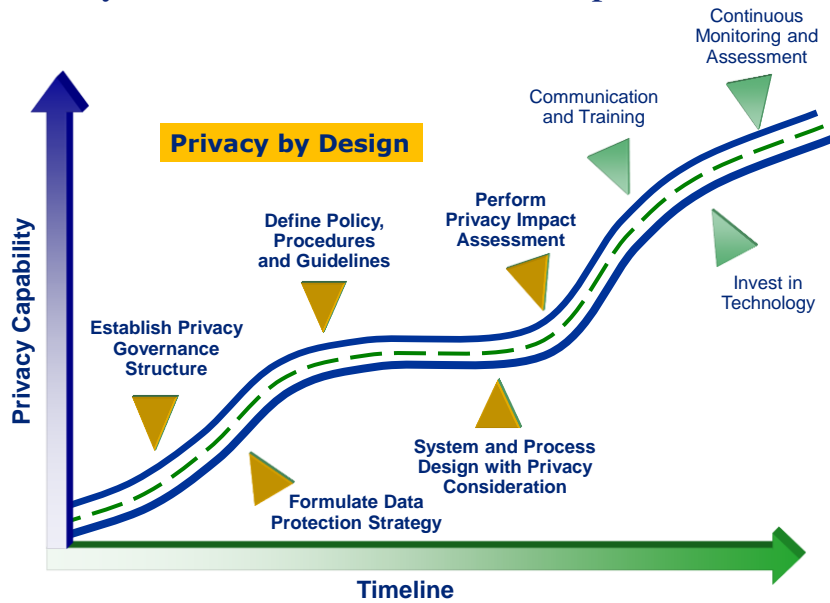 Continuous
Monitoring and
Assessment
Communication
and Training
Privacy by Design
Perform
Privacy Impact
Assessment
Define Policy,
Procedures
and Guidelines
Invest in
Technology
Establish Privacy
Governance
Structure
Privacy Capability
System and Process
Design with Privacy
Consideration
Formulate Data
Protection Strategy
Timeline